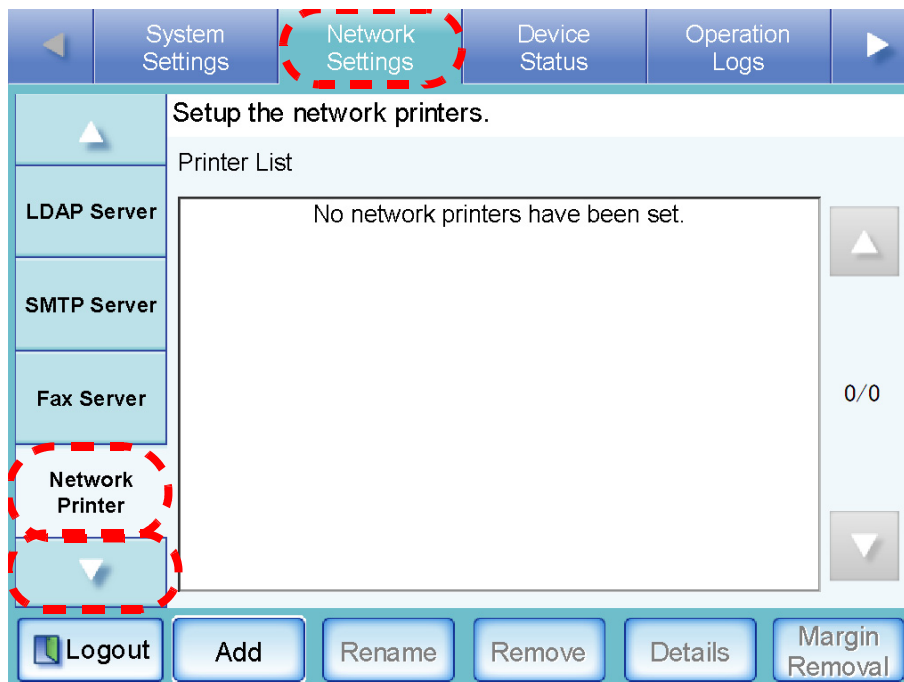 System
Settings
Network
Settings
Device
Status
Operation
Logs
Setup the network printers.
Printer List
LDAP Server
No network printers have been set.
SMTP Server
Fax Server
0/0
Network
Printer
Logout
Add
Rename
Remove
Details
Margin
Removal